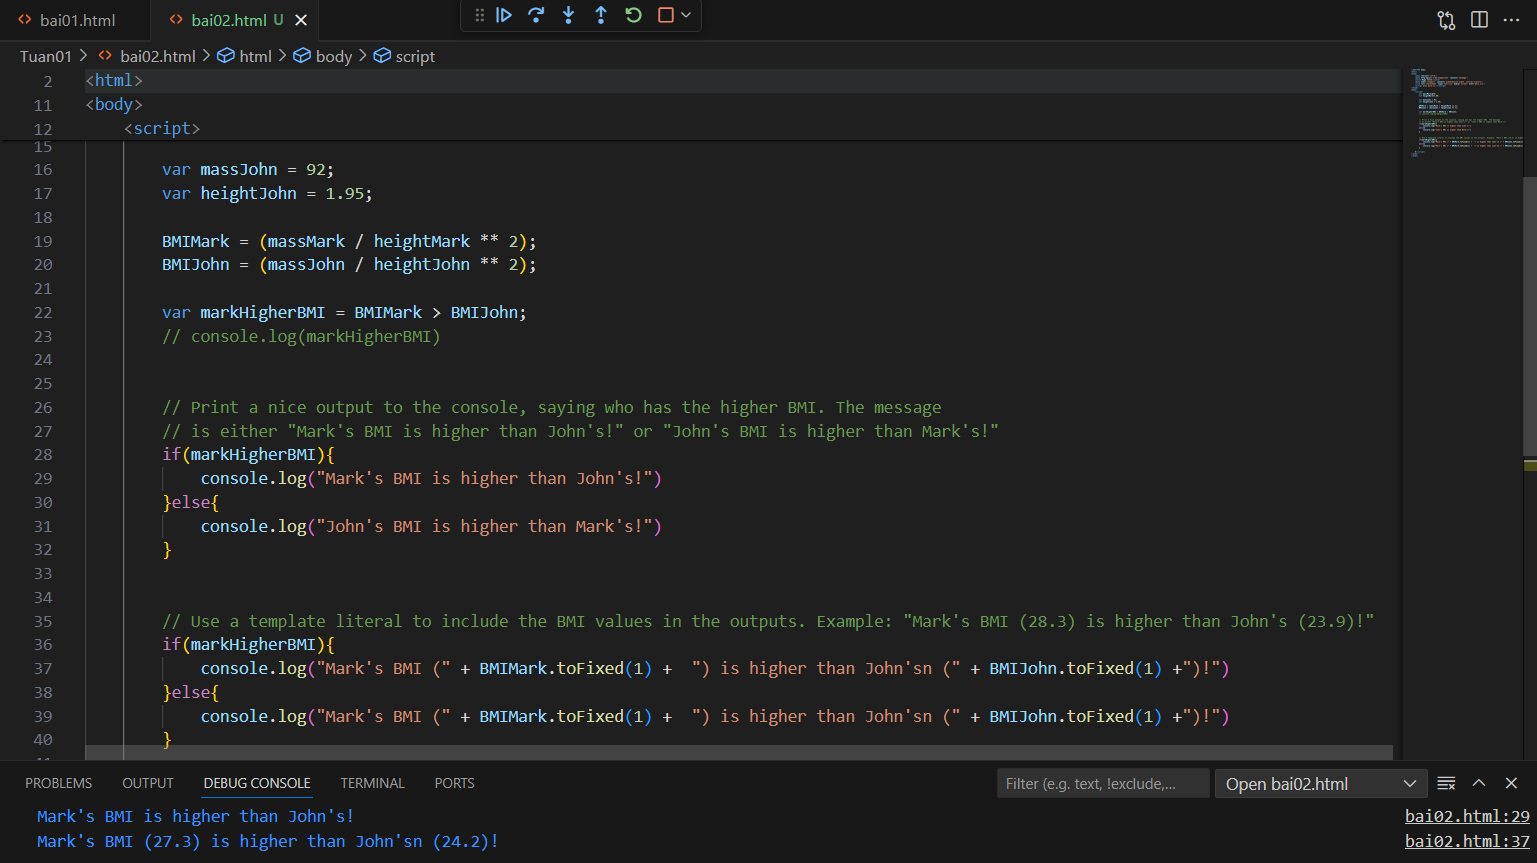 bai01.html
bai02.html U
Tuan01 > bai02.html > html > body > script
2 <html>
11 <body>
12 <script>
15
16 var massJohn = 92;
17 var heightJohn = 1.95;
18
19 BMIMark = (massMark / heightMark ** 2);
20 BMIJohn = (massJohn / heightJohn ** 2);
21
22 var markHigherBMI = BMIMark > BMIJohn;
23 // console.log(markHigherBMI)
24
25
26 // Print a nice output to the console, saying who has the higher BMI. The message
27 // is either "Mark's BMI is higher than John's!" or "John's BMI is higher than Mark's!"
28 if(markHigherBMI){
29 console.log("Mark's BMI is higher than John's!")
30 }else{
31 console.log("John's BMI is higher than Mark's!")
32 }
33
34
35 // Use a template literal to include the BMI values in the outputs. Example: "Mark's BMI (28.3) is higher than John's (23.9)!"
36 if(markHigherBMI){
37 console.log("Mark's BMI (" + BMIMark.toFixed(1) +  ") is higher than John'sn (" + BMIJohn.toFixed(1) +")!")
38 }else{
39 console.log("Mark's BMI (" + BMIMark.toFixed(1) +  ") is higher than John'sn (" + BMIJohn.toFixed(1) +")!")
40 }
PROBLEMS OUTPUT DEBUG CONSOLE TERMINAL PORTS Filter (e.g. text, !exclude,... Open bai02.html
Mark's BMI is higher than John's! bai02.html:29
Mark's BMI (27.3) is higher than John'sn (24.2)! bai02.html:37